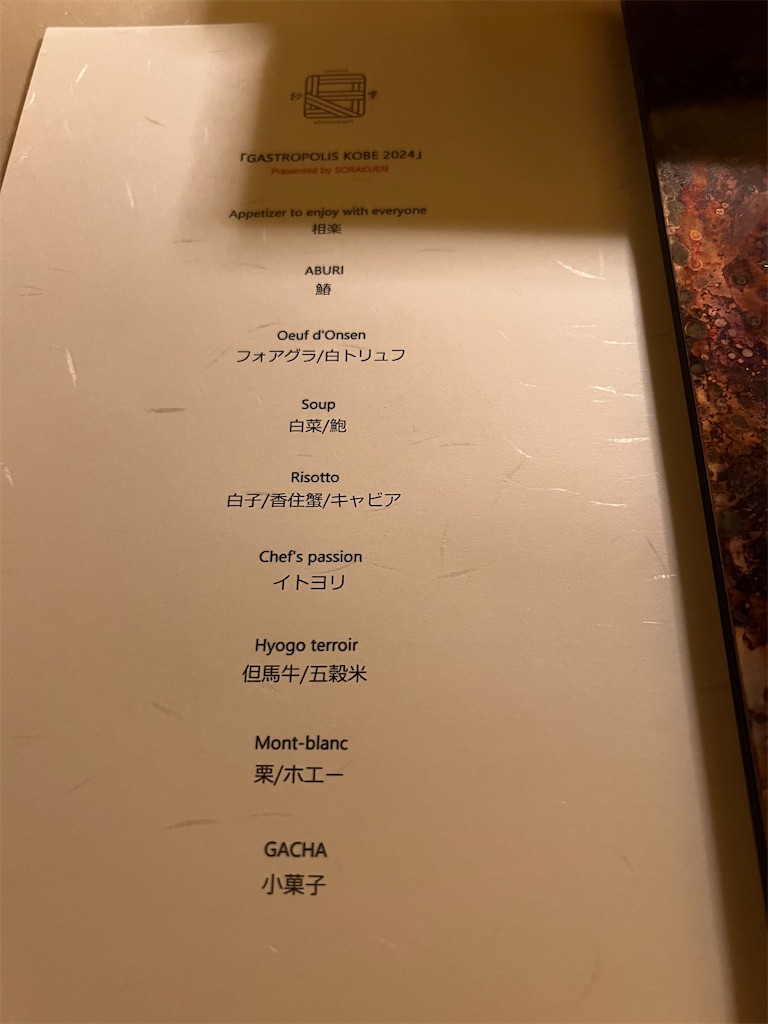 「GASTROPOLIS KOBE 2024」
Presented by SORAKUEN
Appetizer to enjoy with everyone
相楽
ABURI
鰆
Oeuf d'Onsen
フォアグラ/白トリュフ
Soup
白菜/鮑
Risotto
白子/香住蟹/キャビア
Chef's passion
イトヨリ
Hyogo terroir
但馬牛/五穀米
Mont-blanc
栗/ホエー
GACHA
小菓子